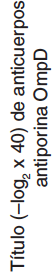 Título (–log₂ x 40) de anticuerpos
antiporina OmpD